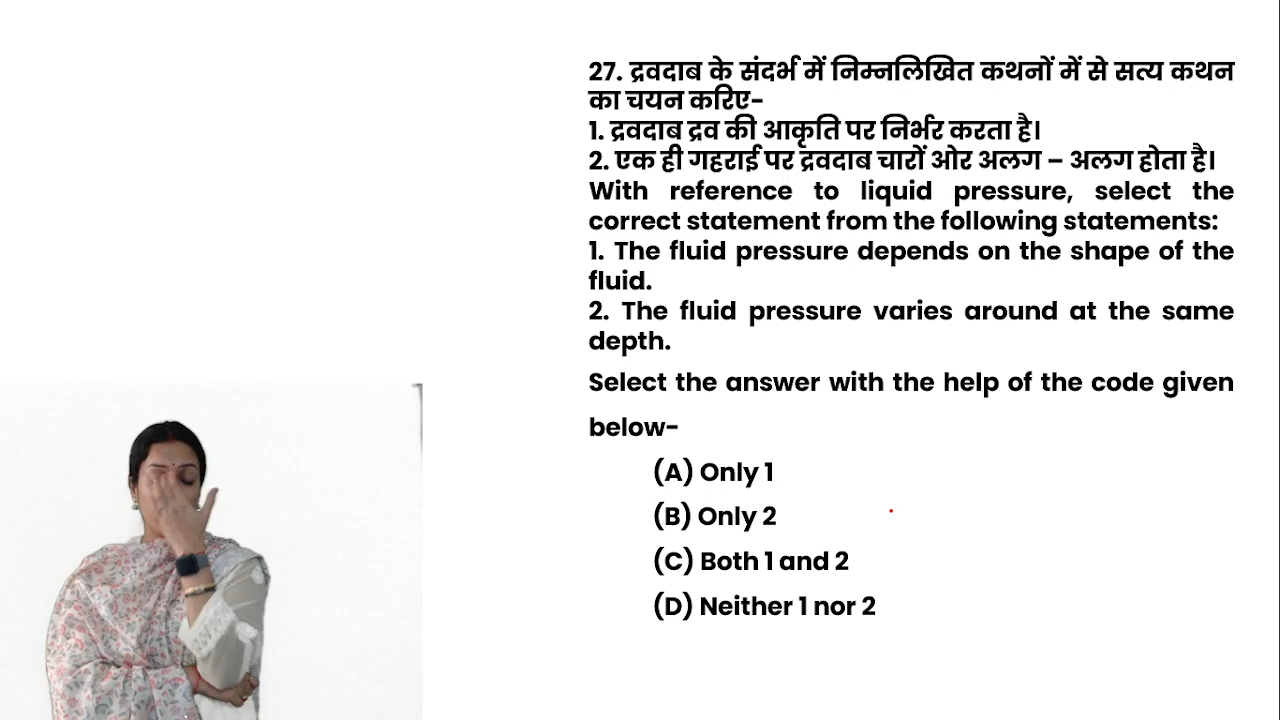 27. द्रवदाब के संदर्भ में निम्नलिखित कथनों में से सत्य कथन
का चयन करिए-
1. द्रवदाब द्रव की आकृति पर निर्भर करता है।
2. एक ही गहराई पर द्रवदाब चारों ओर अलग – अलग होता है।
With reference to liquid pressure, select the
correct statement from the following statements:
1. The fluid pressure depends on the shape of the
fluid.
2. The fluid pressure varies around at the same
depth.
Select the answer with the help of the code given
below-
(A) Only 1
(B) Only 2
(C) Both 1 and 2
(D) Neither 1 nor 2